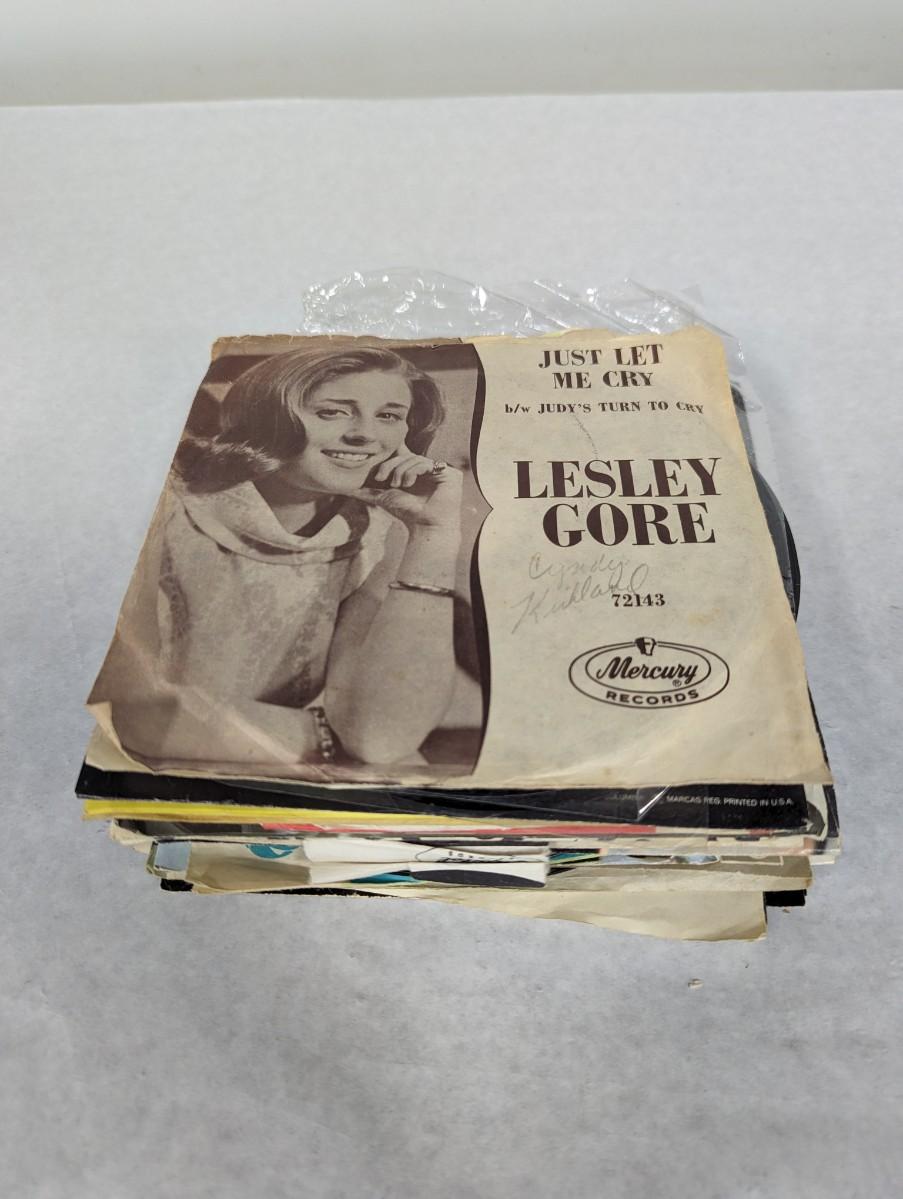 JUST LET
ME CRY
b/w JUDY'S TURN TO CRY
LESLEY
GORE
Cyndy
Kirkland
72143
Mercury
®
RECORDS
MARCAS REG. PRINTED IN U.S.A.